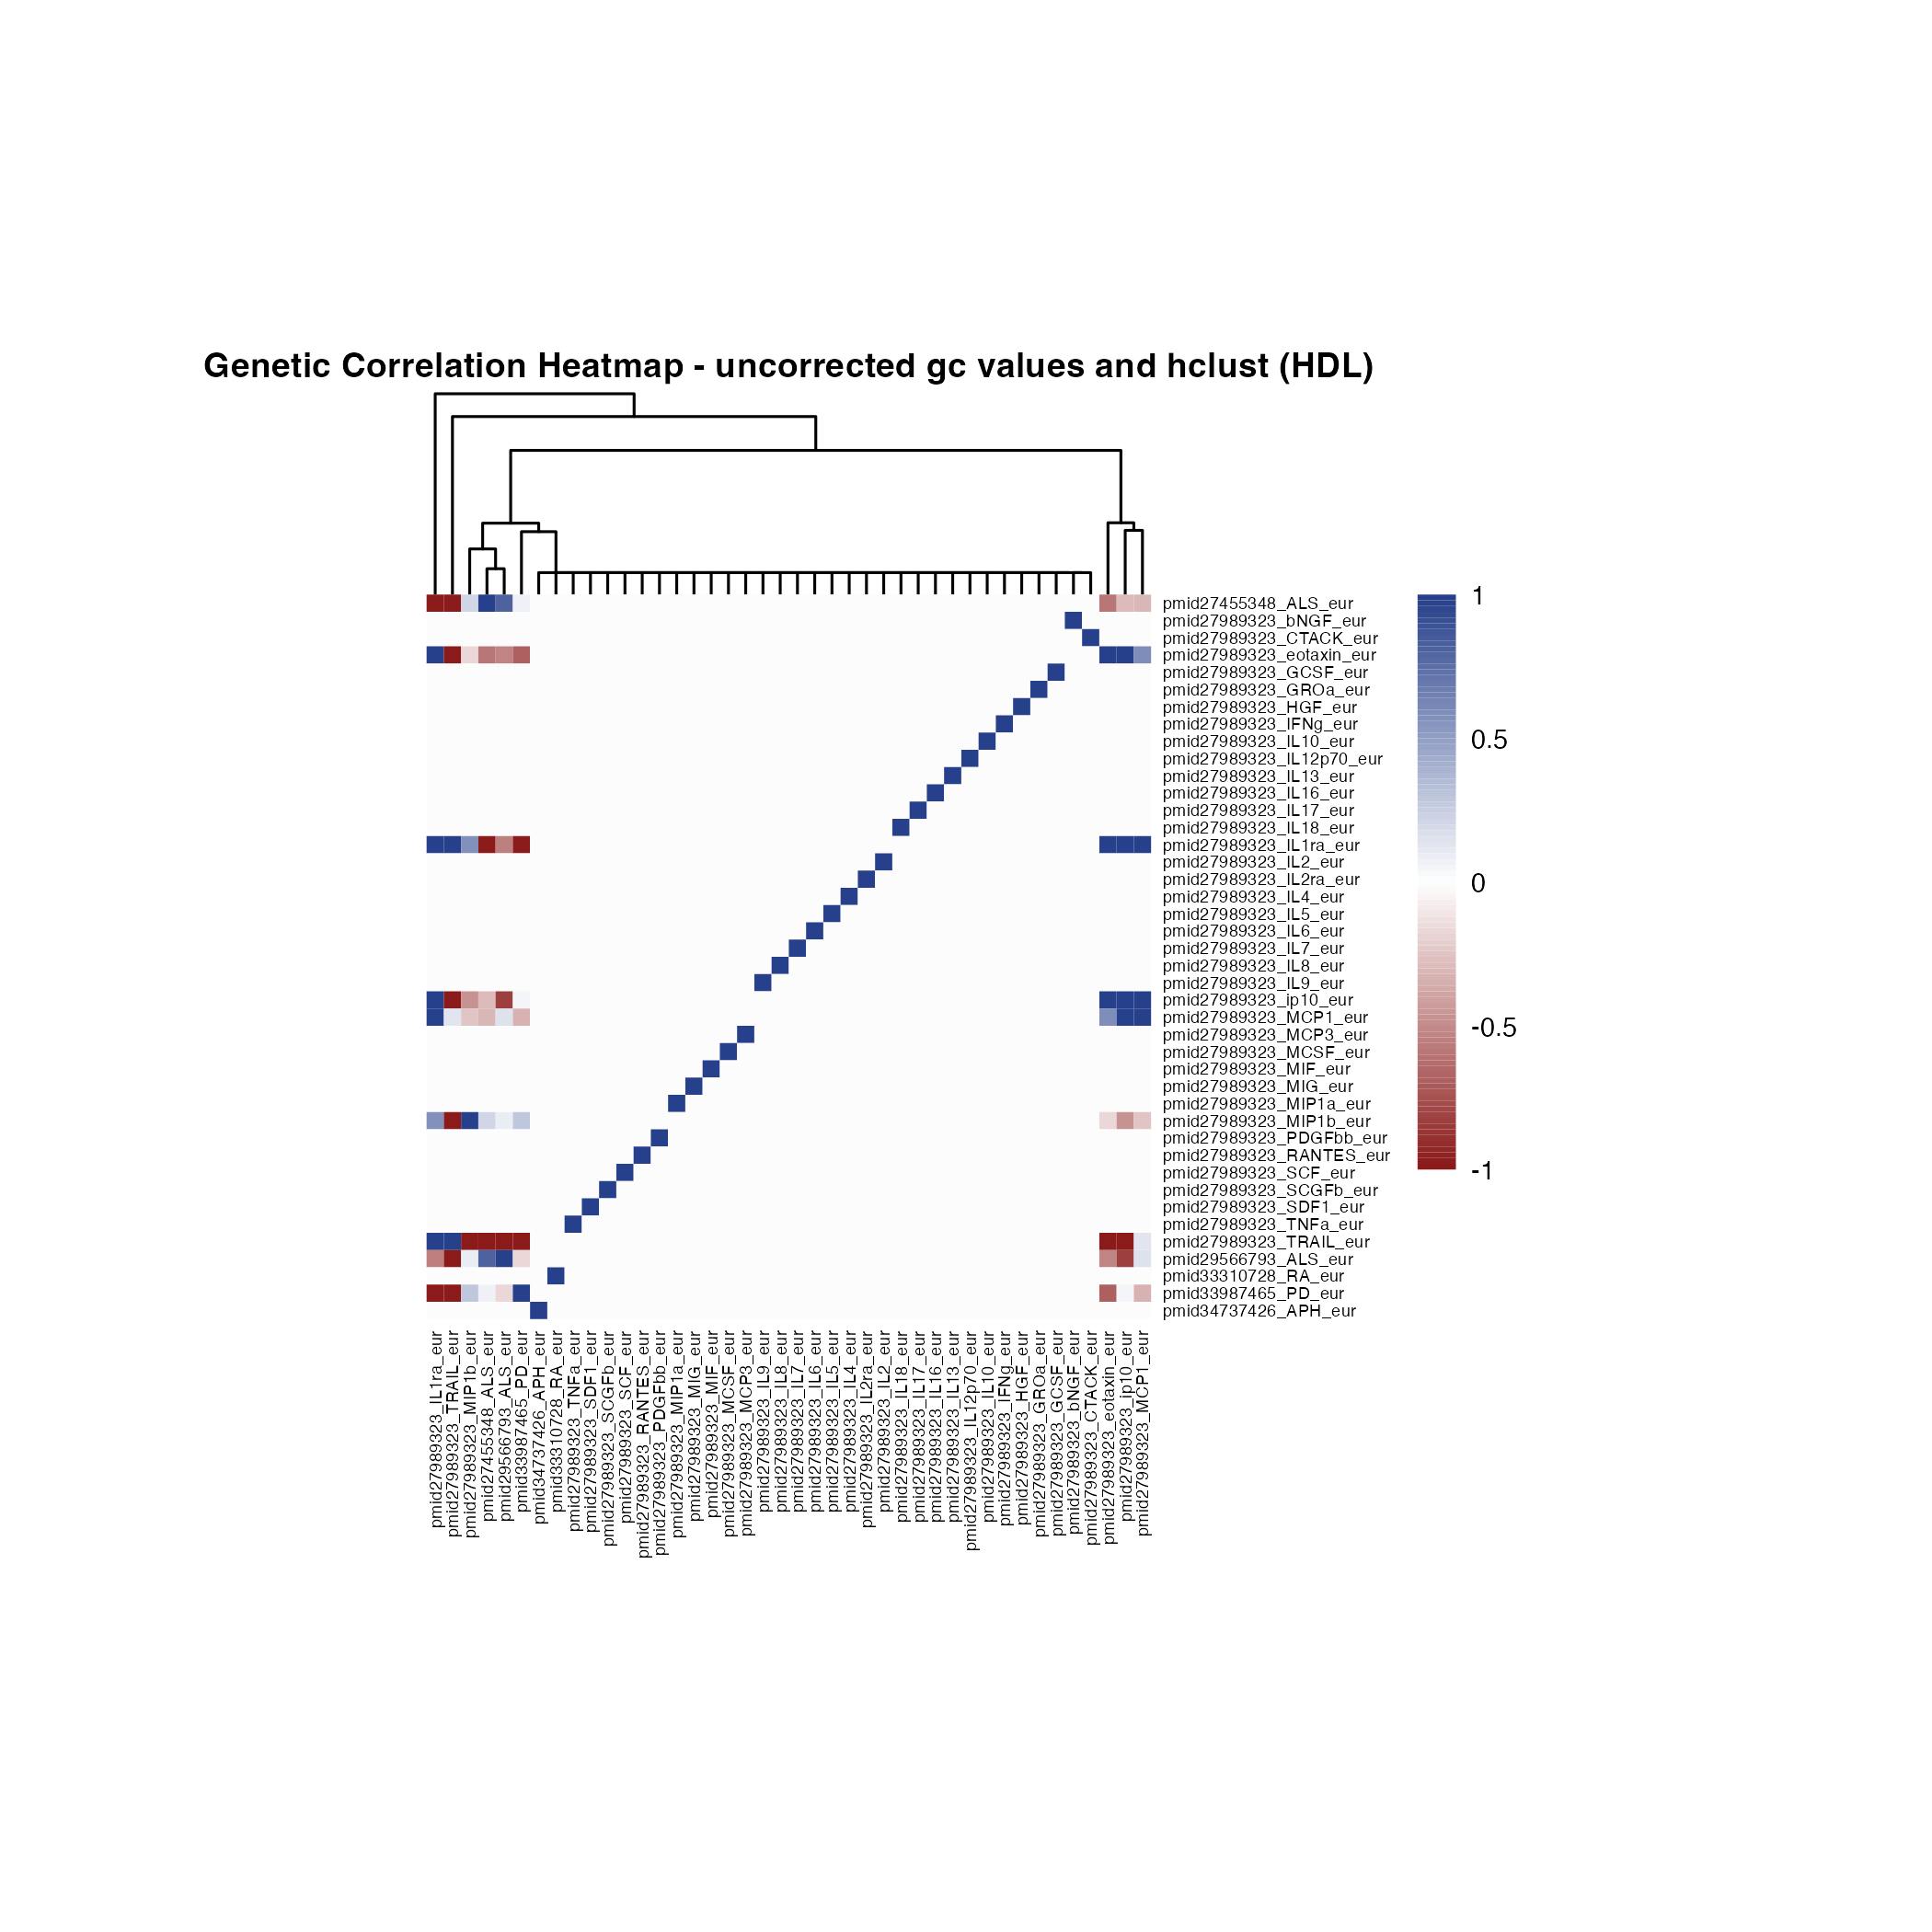 Genetic Correlation Heatmap - uncorrected gc values and hclust (HDL)
pmid27455348_ALS_eur
pmid27989323_bNGF_eur
pmid27989323_CTACK_eur
pmid27989323_eotaxin_eur
pmid27989323_GCSF_eur
pmid27989323_GROa_eur
pmid27989323_HGF_eur
pmid27989323_IFNg_eur
pmid27989323_IL10_eur
pmid27989323_IL12p70_eur
pmid27989323_IL13_eur
pmid27989323_IL16_eur
pmid27989323_IL17_eur
pmid27989323_IL18_eur
pmid27989323_IL1ra_eur
pmid27989323_IL2_eur
pmid27989323_IL2ra_eur
pmid27989323_IL4_eur
pmid27989323_IL5_eur
pmid27989323_IL6_eur
pmid27989323_IL7_eur
pmid27989323_IL8_eur
pmid27989323_IL9_eur
pmid27989323_ip10_eur
pmid27989323_MCP1_eur
pmid27989323_MCP3_eur
pmid27989323_MCSF_eur
pmid27989323_MIF_eur
pmid27989323_MIG_eur
pmid27989323_MIP1a_eur
pmid27989323_MIP1b_eur
pmid27989323_PDGFbb_eur
pmid27989323_RANTES_eur
pmid27989323_SCF_eur
pmid27989323_SCGFb_eur
pmid27989323_SDF1_eur
pmid27989323_TNFa_eur
pmid27989323_TRAIL_eur
pmid29566793_ALS_eur
pmid33310728_RA_eur
pmid33987465_PD_eur
pmid34737426_APH_eur
1
0.5
0
-0.5
-1
pmid27989323_IL1ra_eur
pmid27989323_TRAIL_eur
pmid27989323_MIP1b_eur
pmid27455348_ALS_eur
pmid29566793_ALS_eur
pmid33987465_PD_eur
pmid34737426_APH_eur
pmid33310728_RA_eur
pmid27989323_TNFa_eur
pmid27989323_SDF1_eur
pmid27989323_SCGFb_eur
pmid27989323_SCF_eur
pmid27989323_RANTES_eur
pmid27989323_PDGFbb_eur
pmid27989323_MIP1a_eur
pmid27989323_MIG_eur
pmid27989323_MIF_eur
pmid27989323_MCSF_eur
pmid27989323_MCP3_eur
pmid27989323_IL9_eur
pmid27989323_IL8_eur
pmid27989323_IL7_eur
pmid27989323_IL6_eur
pmid27989323_IL5_eur
pmid27989323_IL4_eur
pmid27989323_IL2ra_eur
pmid27989323_IL2_eur
pmid27989323_IL18_eur
pmid27989323_IL17_eur
pmid27989323_IL16_eur
pmid27989323_IL13_eur
pmid27989323_IL12p70_eur
pmid27989323_IL10_eur
pmid27989323_IFNg_eur
pmid27989323_HGF_eur
pmid27989323_GROa_eur
pmid27989323_GCSF_eur
pmid27989323_bNGF_eur
pmid27989323_CTACK_eur
pmid27989323_eotaxin_eur
pmid27989323_ip10_eur
pmid27989323_MCP1_eur